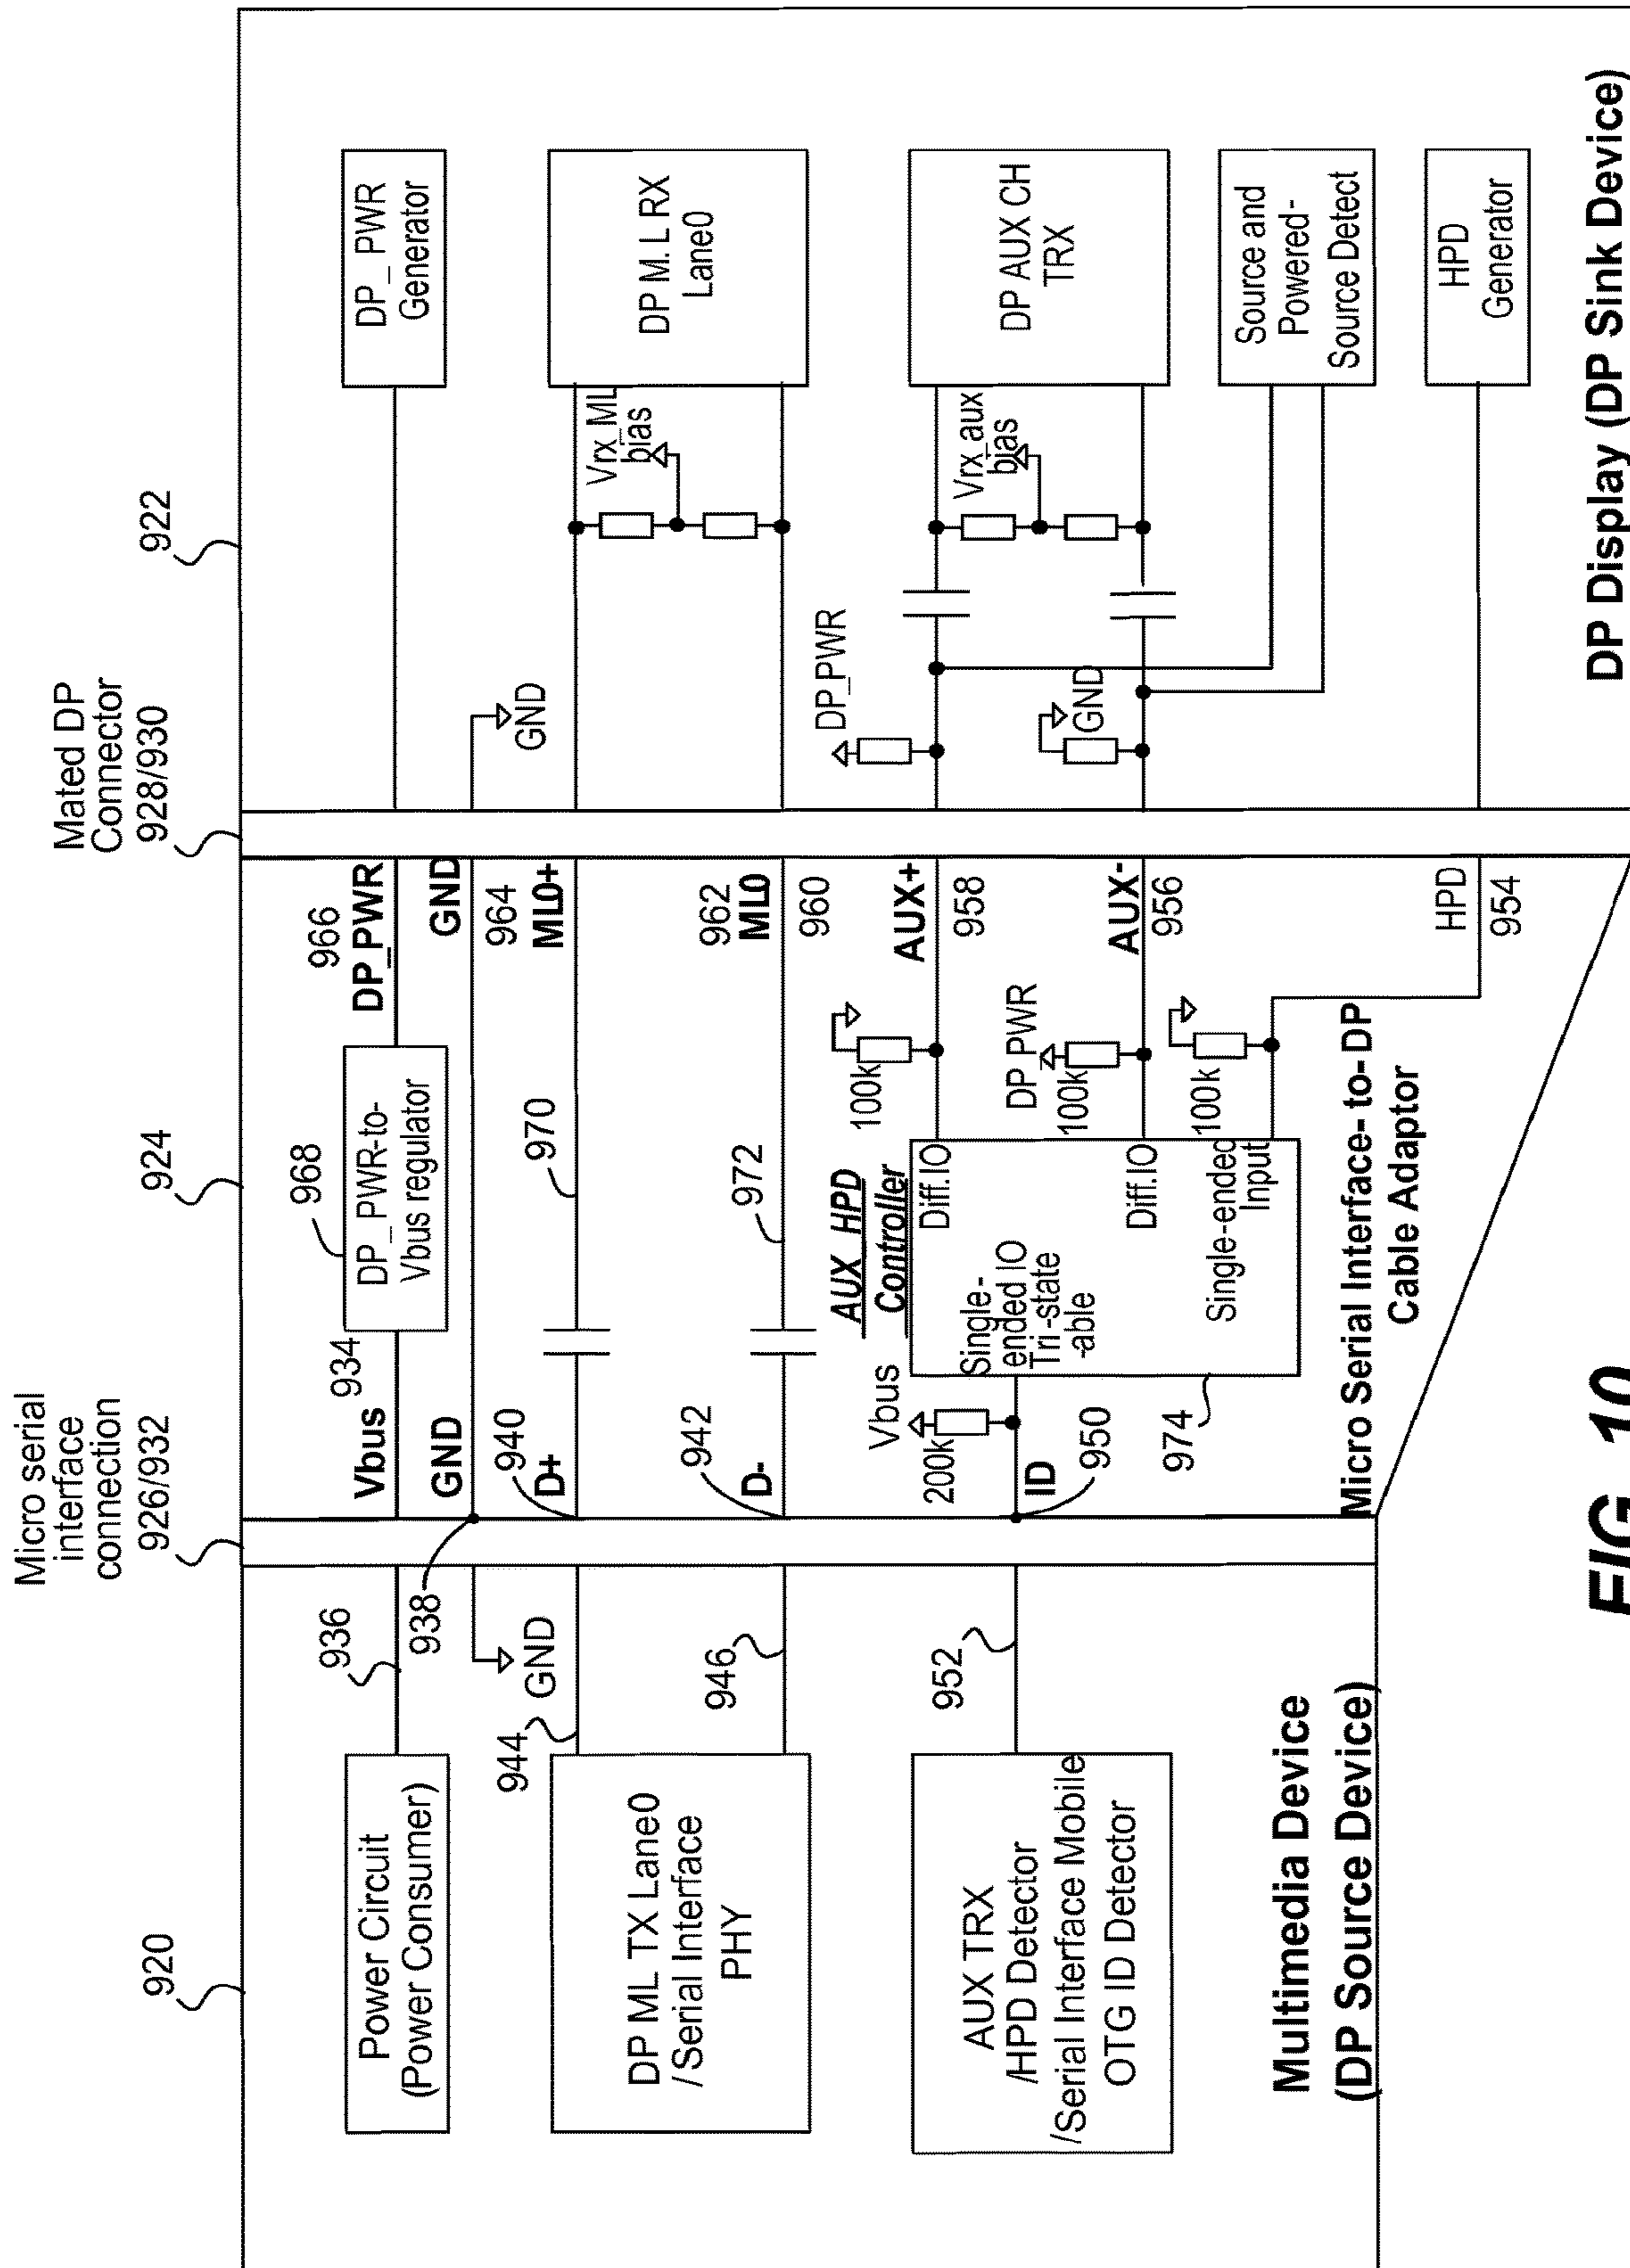 920
924
922
Micro serial
interface
connection
926/932
Mated DP
Connector
928/930
Power Circuit
(Power Consumer)
936
938
GND
944
DP ML TX Lane0
/Serial Interface
PHY
946
AUX TRX
/HPD Detector
/Serial Interface Mobile
OTG ID Detector
952
Multimedia Device
(DP Source Device)
Vbus
934
968
DP_PWR-to-
Vbus regulator
966
DP_PWR
GND
GND
964
940
D+
970
ML0+
942
D-
972
962
ML0
960
AUX HPD
Controller
Vbus
200k
ID
950
974
Single-
ended IO
Tri-state
-able
Diff.IO
Diff.IO
Single-ended
Input
100k
AUX+
958
DP PWR
100k
AUX-
956
100k
HPD
954
Micro Serial Interface-to-DP
Cable Adaptor
DP_PWR
Generator
GND
Vrx_ML
bias
DP M.L RX
Lane0
DP_PWR
Vrx_aux
bias
DP AUX CH
TRX
GND
Source and
Powered-
Source Detect
HPD
Generator
DP Display (DP Sink Device)
FIG. 10